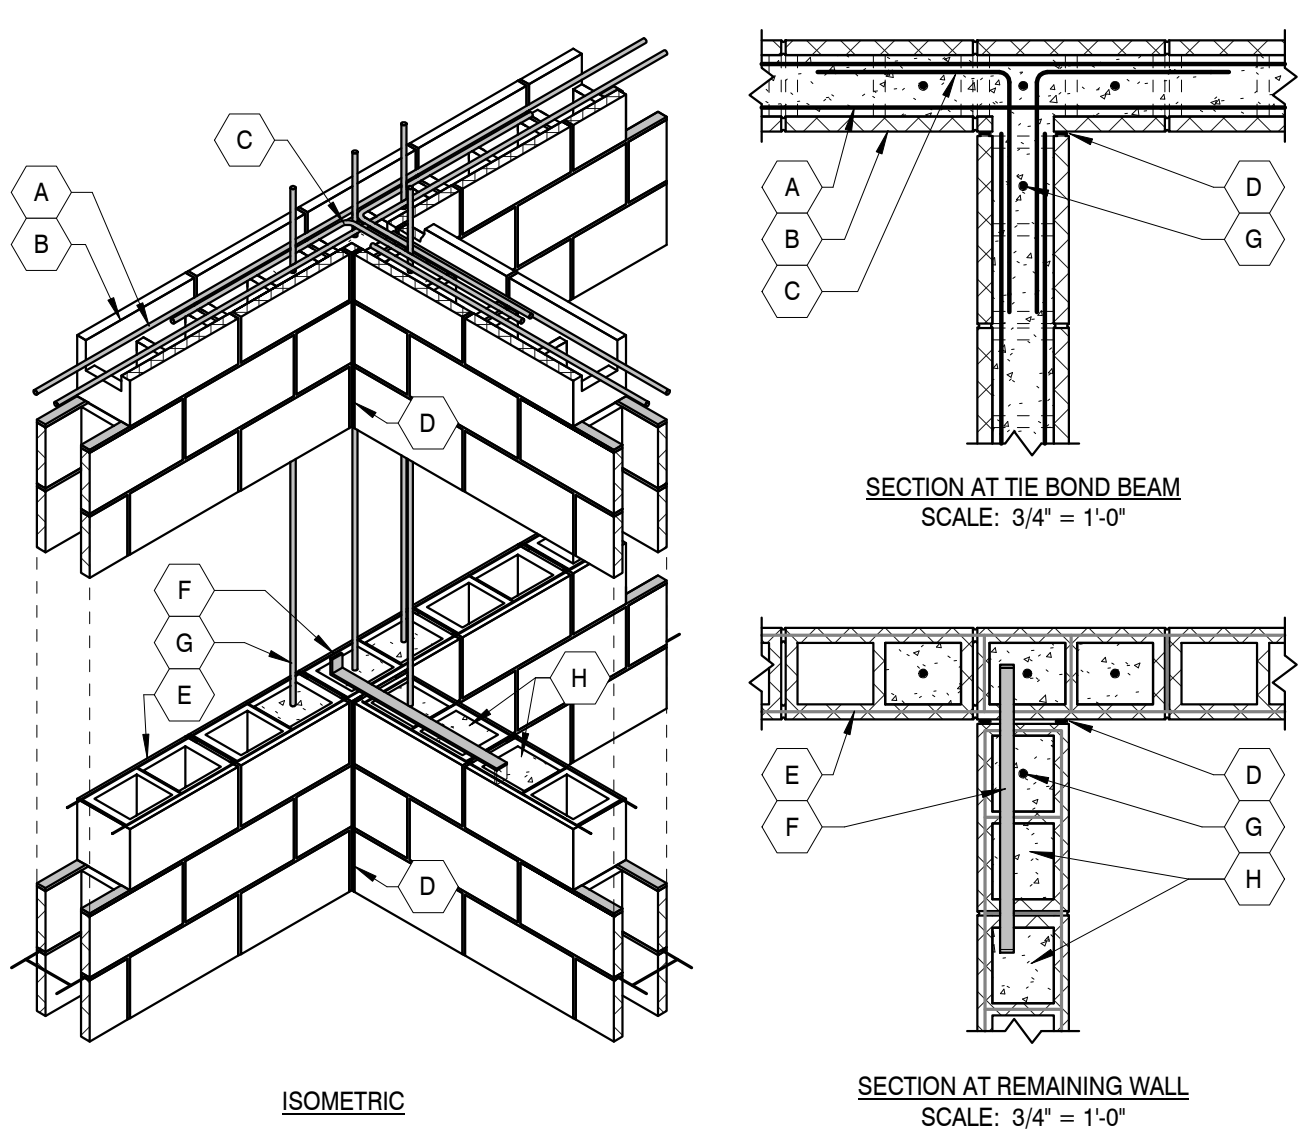 C
A
B
D
F
G
E
H
D
ISOMETRIC
A
B
C
D
G
SECTION AT TIE BOND BEAM
SCALE: 3/4" = 1'-0"
E
F
D
G
H
SECTION AT REMAINING WALL
SCALE: 3/4" = 1'-0"